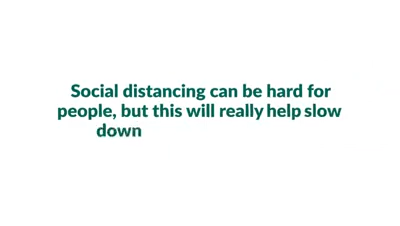 Social distancing can be hard for
people, but this will really help slow
down